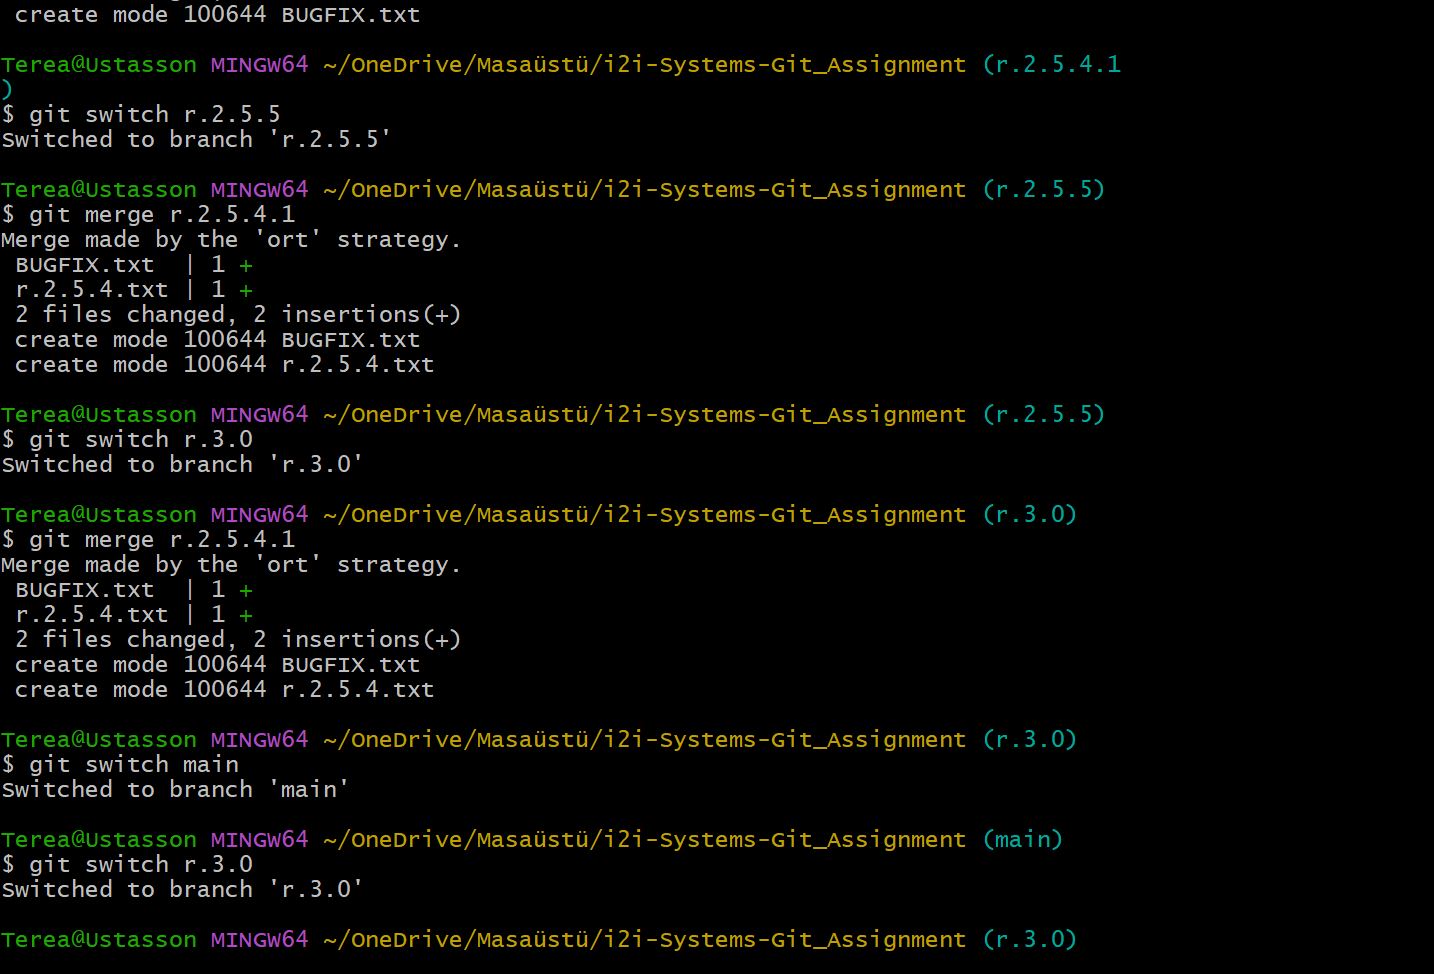 create mode 100644 BUGFIX.txt
Terea@Ustasson MINGW64 ~/OneDrive/Masaüstü/i2i-Systems-Git_Assignment (r.2.5.4.1
)
$ git switch r.2.5.5
Switched to branch 'r.2.5.5'
Terea@Ustasson MINGW64 ~/OneDrive/Masaüstü/i2i-Systems-Git_Assignment (r.2.5.5)
$ git merge r.2.5.4.1
Merge made by the 'ort' strategy.
BUGFIX.txt  | 1 +
r.2.5.4.txt | 1 +
2 files changed, 2 insertions(+)
create mode 100644 BUGFIX.txt
create mode 100644 r.2.5.4.txt
Terea@Ustasson MINGW64 ~/OneDrive/Masaüstü/i2i-Systems-Git_Assignment (r.2.5.5)
$ git switch r.3.0
Switched to branch 'r.3.0'
Terea@Ustasson MINGW64 ~/OneDrive/Masaüstü/i2i-Systems-Git_Assignment (r.3.0)
$ git merge r.2.5.4.1
Merge made by the 'ort' strategy.
BUGFIX.txt  | 1 +
r.2.5.4.txt | 1 +
2 files changed, 2 insertions(+)
create mode 100644 BUGFIX.txt
create mode 100644 r.2.5.4.txt
Terea@Ustasson MINGW64 ~/OneDrive/Masaüstü/i2i-Systems-Git_Assignment (r.3.0)
$ git switch main
Switched to branch 'main'
Terea@Ustasson MINGW64 ~/OneDrive/Masaüstü/i2i-Systems-Git_Assignment (main)
$ git switch r.3.0
Switched to branch 'r.3.0'
Terea@Ustasson MINGW64 ~/OneDrive/Masaüstü/i2i-Systems-Git_Assignment (r.3.0)